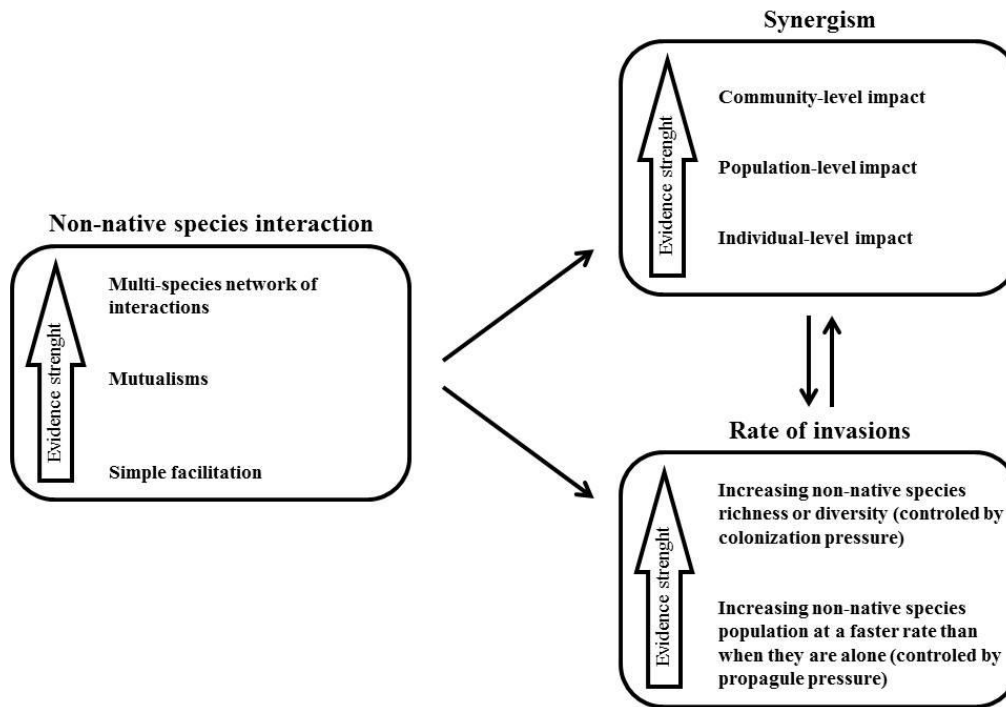 Synergism
Evidence strenght
Community-level impact
Population-level impact
Individual-level impact
Non-native species interaction
Evidence strenght
Multi-species network of
interactions
Mutualisms
Simple facilitation
Rate of invasions
Evidence strenght
Increasing non-native species
richness or diversity (controled by
colonization pressure)
Increasing non-native species
population at a faster rate than
when they are alone (controled by
propagule pressure)